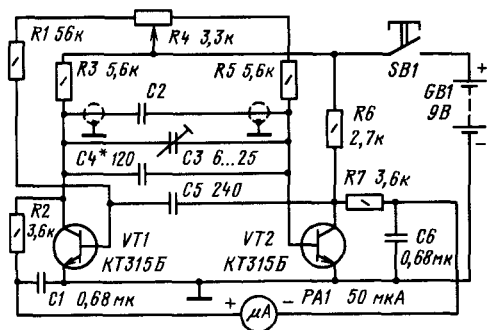 R1 56к
R4 3,3к
R3 5,6к
R5 5,6к
SB1
+
GB1
9В
-
C2
R6
2,7к
C4* 120
C3 6...25
C5 240
R7 3,6к
R2
3,6к
VT1
КТ315Б
VT2
КТ315Б
C6
0,68мк
C1 0,68 мк
+
μA
-
PA1 50 мкА